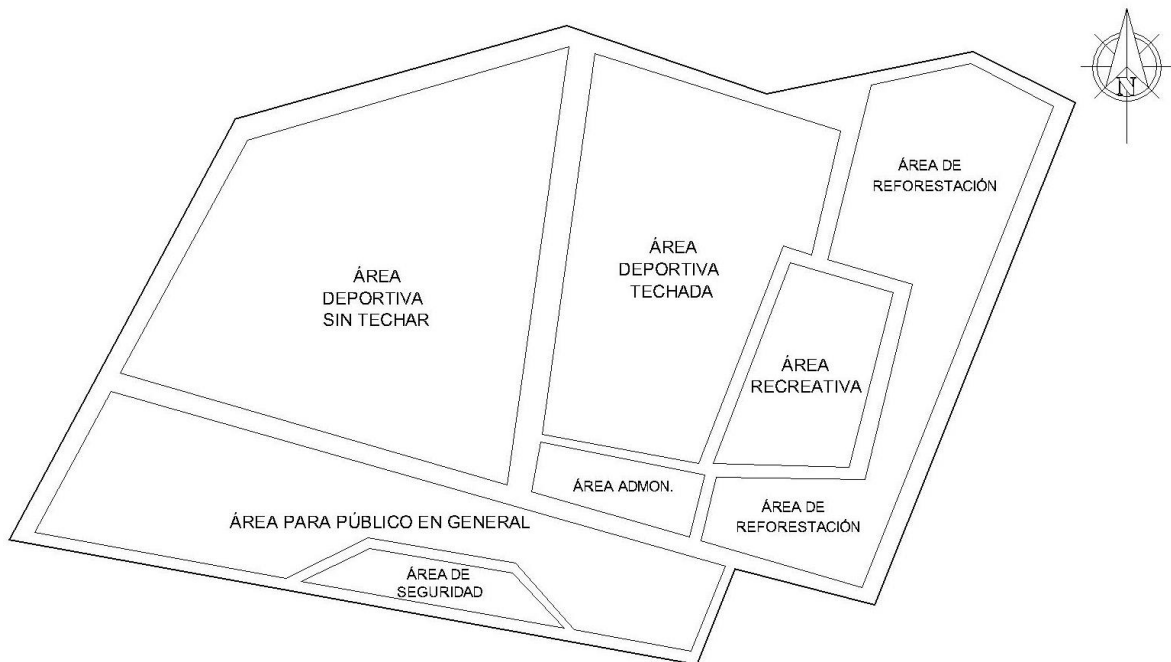 N
ÁREA DE
REFORESTACIÓN
ÁREA
DEPORTIVA
TECHADA
ÁREA
DEPORTIVA
SIN TECHAR
ÁREA
RECREATIVA
ÁREA ADMON.
ÁREA DE
REFORESTACIÓN
ÁREA PARA PÚBLICO EN GENERAL
ÁREA DE
SEGURIDAD